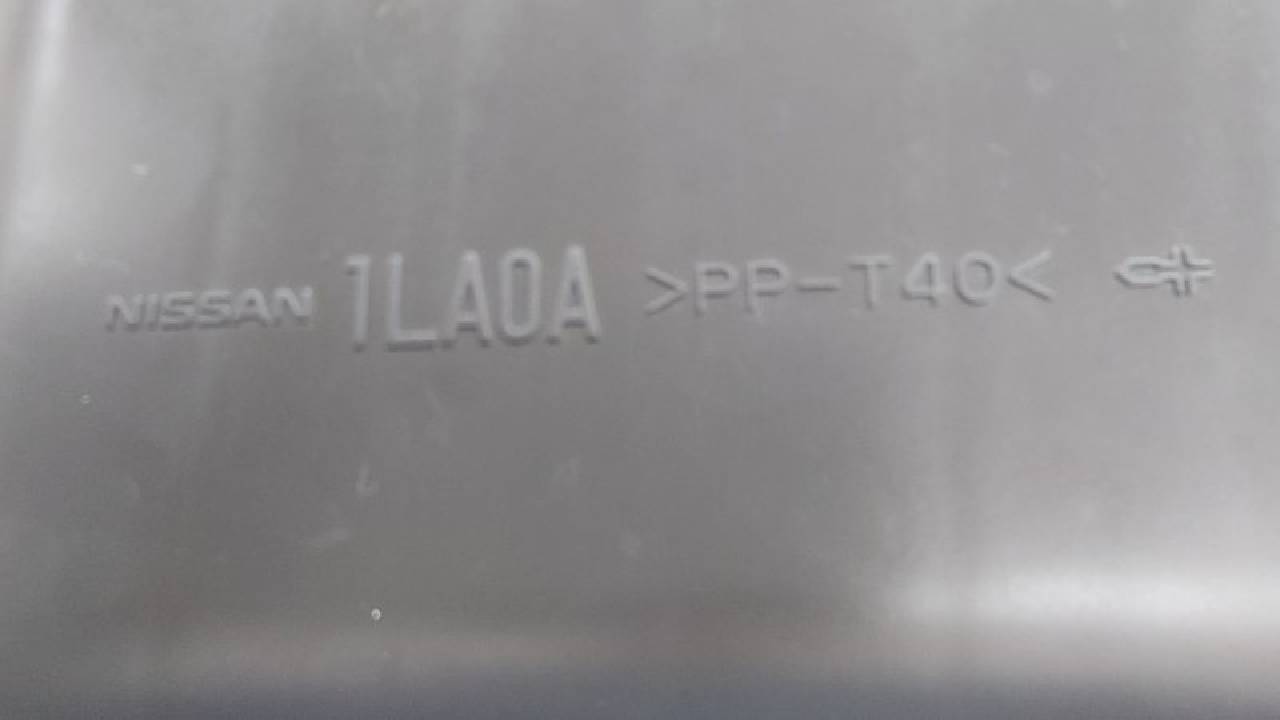 NISSAN 1LA0A >PP-T40<